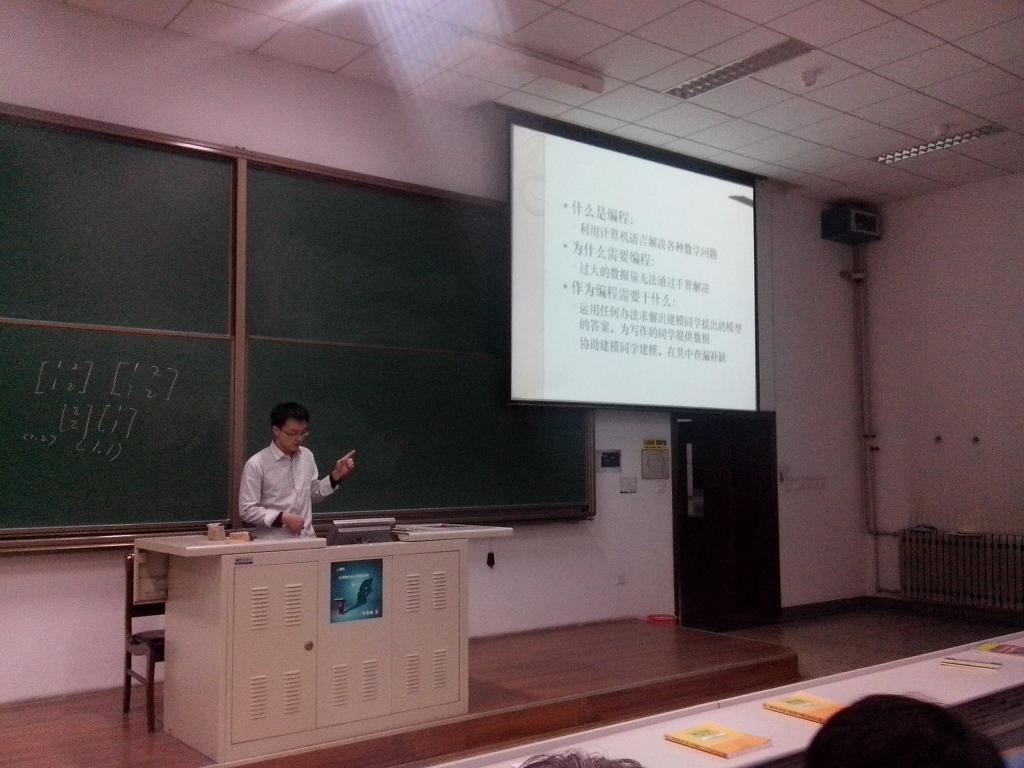 什么是编程:
利用计算机语言解决各种数学问题
为什么需要编程:
过大的数据量无法通过手算解决
作为编程需要干什么:
运用任何办法求解出建模同学提出的模型
的答案，为写作的同学提供数据
协助建模同学建模，在其中查漏补缺